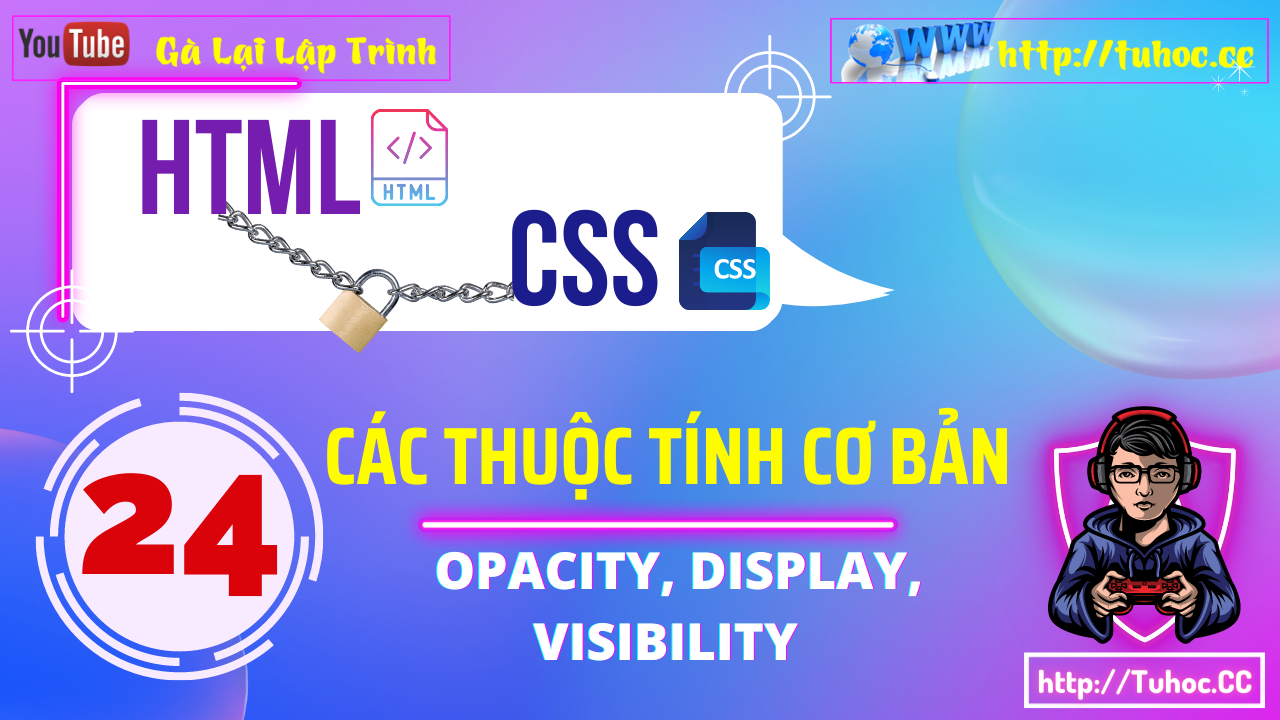 YouTube
Gà Lại Lập Trình
WWW
http://tuhoc.cc
HTML
</>
HTML
CSS
CSS
24
CÁC THUỘC TÍNH CƠ BẢN
OPACITY, DISPLAY,
VISIBILITY
http://Tuhoc.CC